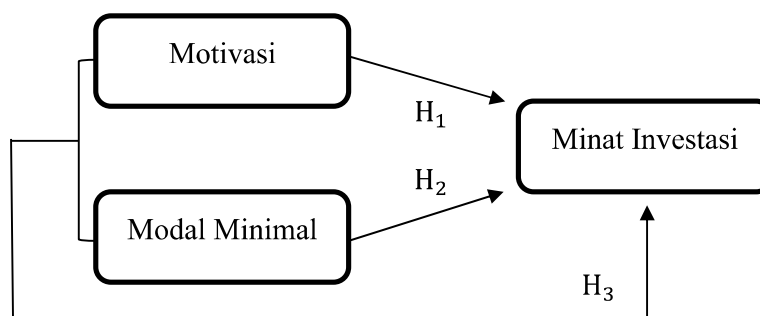 Motivasi
H₁
Minat Investasi
H₂
Modal Minimal
H₃